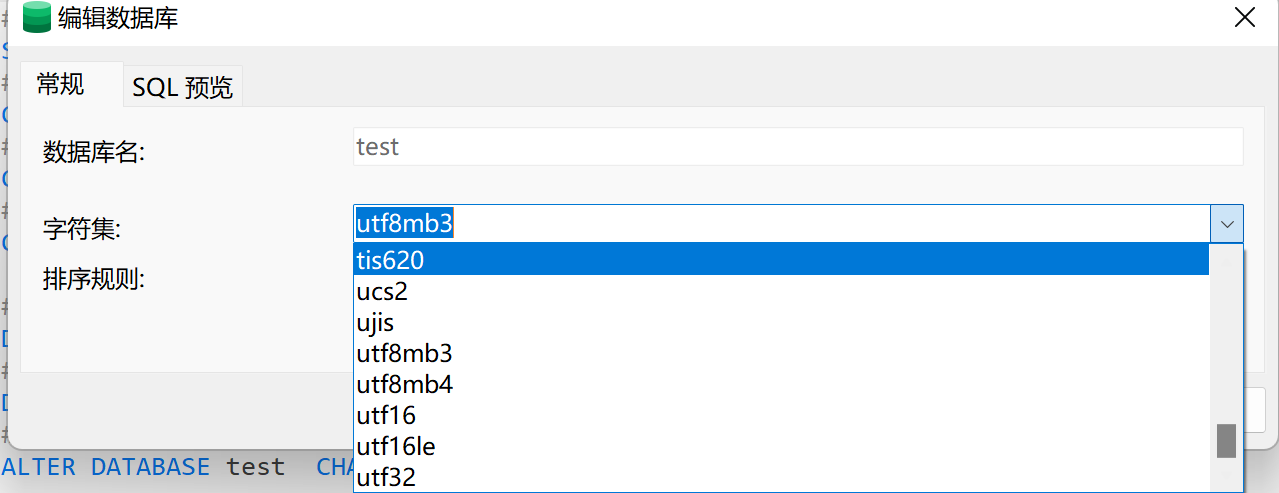 编辑数据库
常规
SQL 预览
数据库名:
test
字符集:
utf8mb3
排序规则:
tis620
ucs2
ujis
utf8mb3
utf8mb4
utf16
utf16le
utf32
ALTER DATABASE test CHA